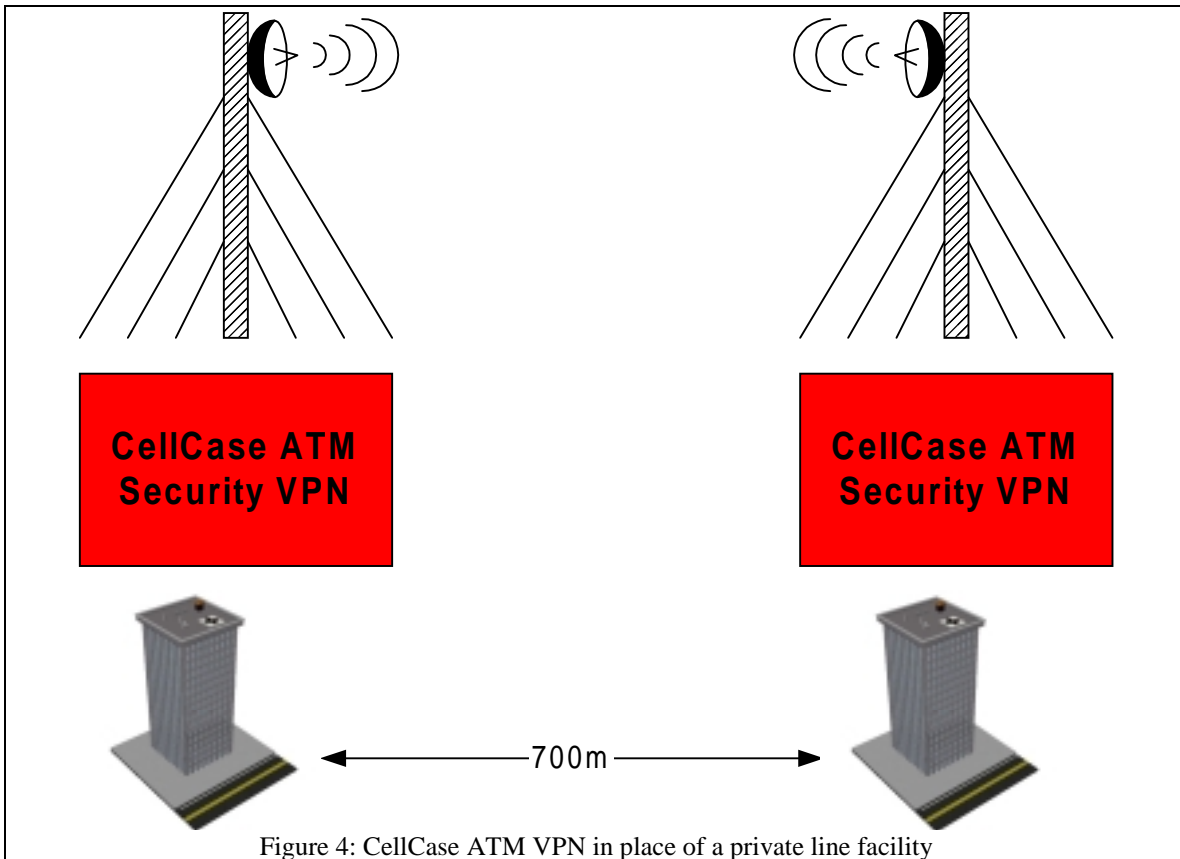 CellCase ATM
Security VPN
CellCase ATM
Security VPN
700m
Figure 4: CellCase ATM VPN in place of a private line facility